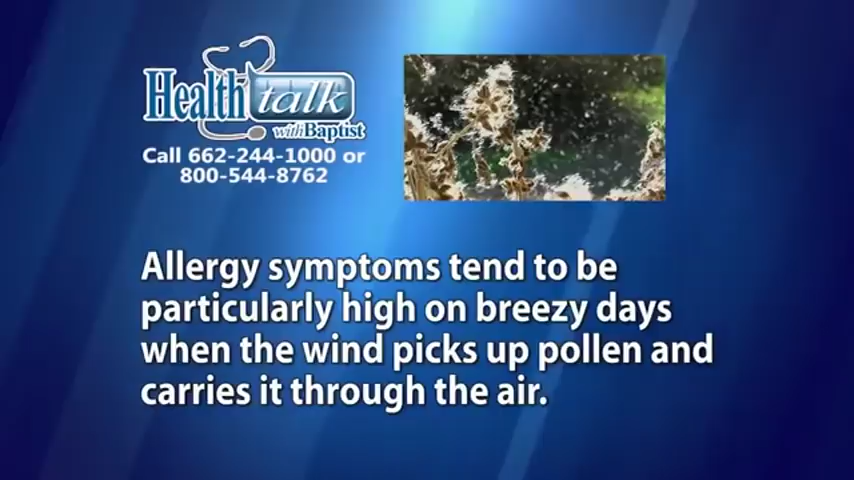 Health talk
with Baptist
Call 662-244-1000 or
800-544-8762
Allergy symptoms tend to be
particularly high on breezy days
when the wind picks up pollen and
carries it through the air.